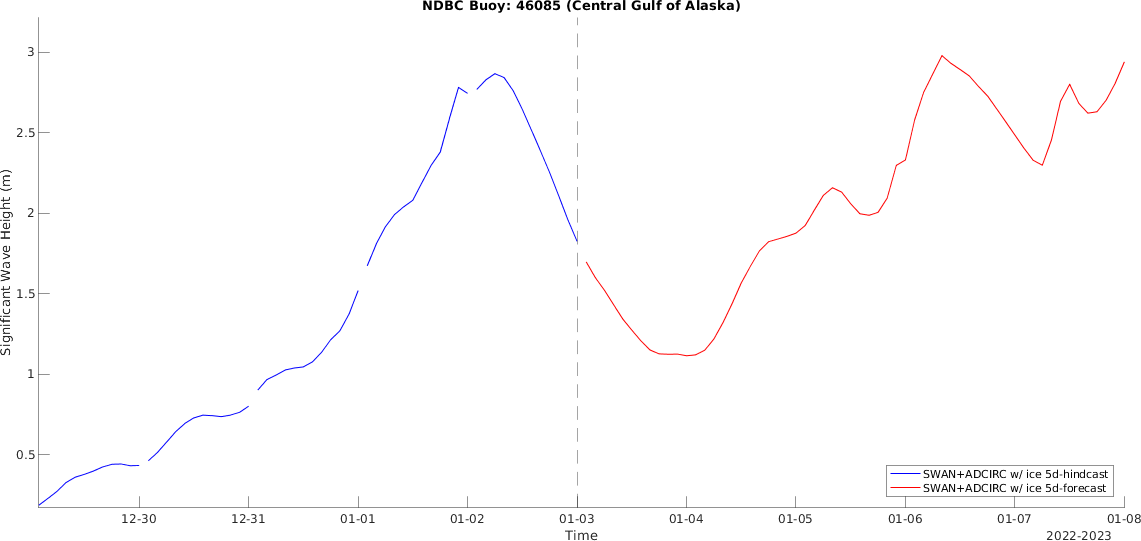 NDBC Buoy: 46085 (Central Gulf of Alaska)
Significant Wave Height (m)
3
2.5
2
1.5
1
0.5
SWAN+ADCIRC w/ ice 5d-hindcast
SWAN+ADCIRC w/ ice 5d-forecast
12-30 12-31 01-01 01-02 01-03 01-04 01-05 01-06 01-07 01-08
Time
2022-2023